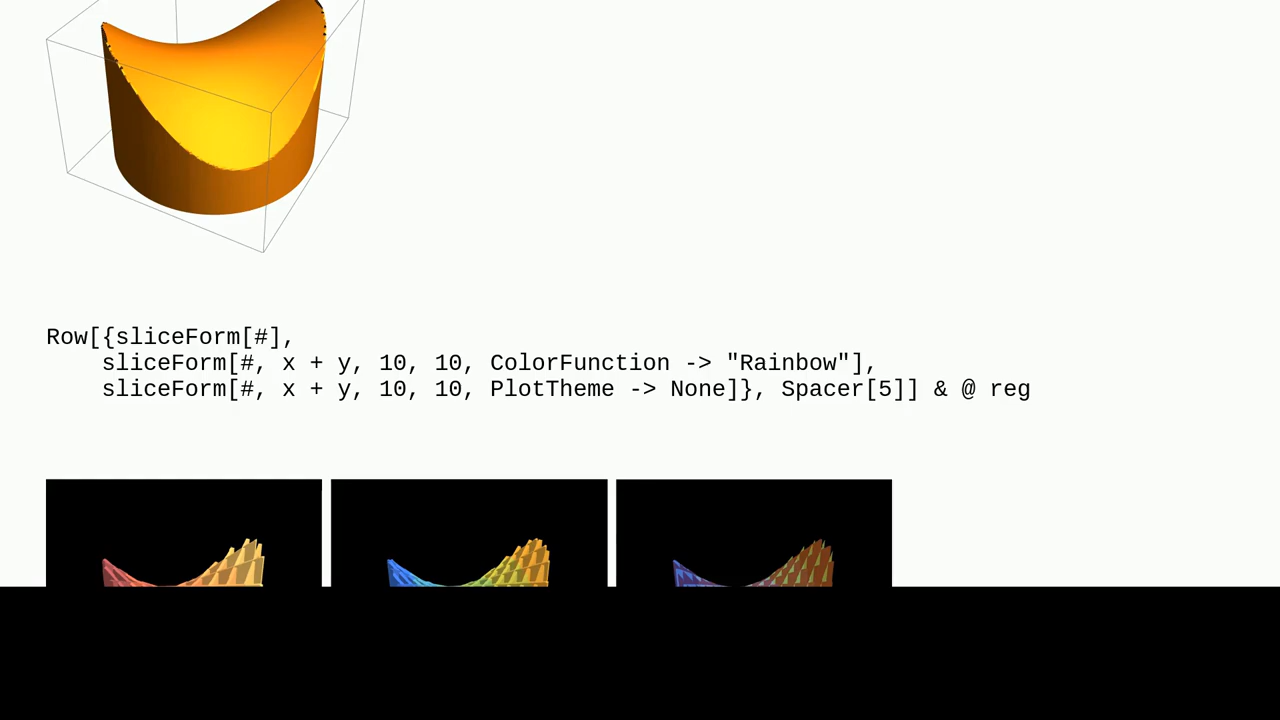 Row[{sliceForm[#],
sliceForm[#, x + y, 10, 10, ColorFunction -> "Rainbow"],
sliceForm[#, x + y, 10, 10, PlotTheme -> None]}, Spacer[5]] & @ reg